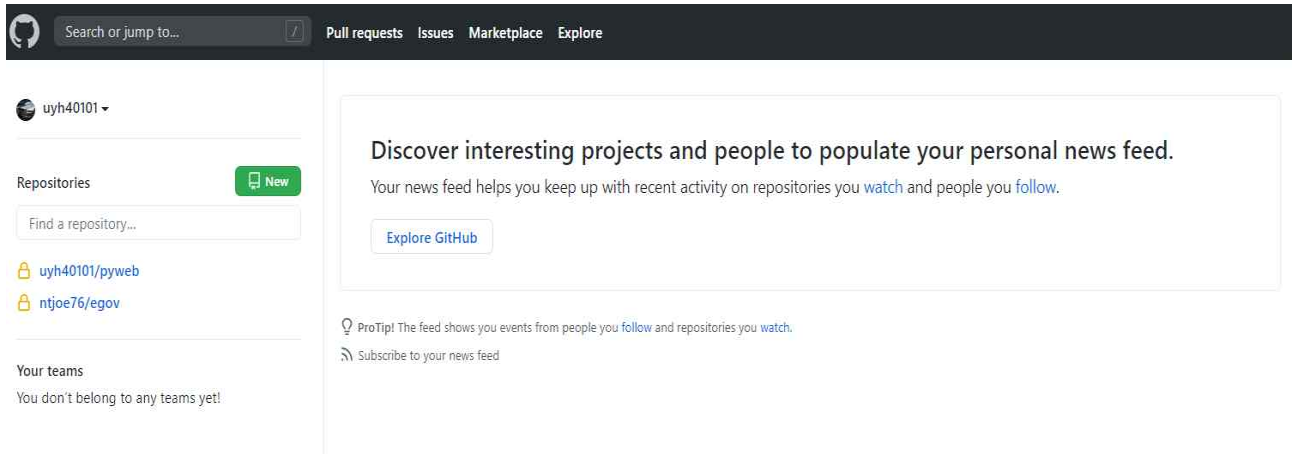 Search or jump to... /
Pull requests Issues Marketplace Explore
uyh40101
Repositories
New
Find a repository...
uyh40101/pyweb
ntjoe76/egov
Your teams
You don't belong to any teams yet!
Discover interesting projects and people to populate your personal news feed.
Your news feed helps you keep up with recent activity on repositories you watch and people you follow.
Explore GitHub
ProTip! The feed shows you events from people you follow and repositories you watch.
Subscribe to your news feed